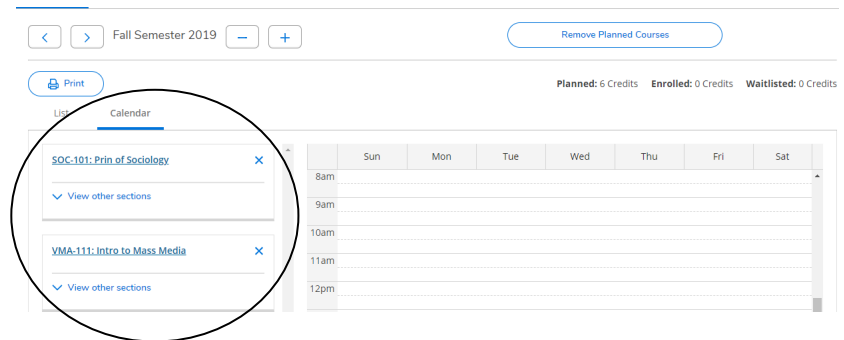 Fall Semester 2019
Remove Planned Courses
Print
Planned: 6 Credits Enrolled: 0 Credits Waitlisted: 0 Credits
List Calendar
SOC-101: Prin of Sociology
View other sections
VMA-111: Intro to Mass Media
View other sections
Sun Mon Tue Wed Thu Fri Sat
8am
9am
10am
11am
12pm